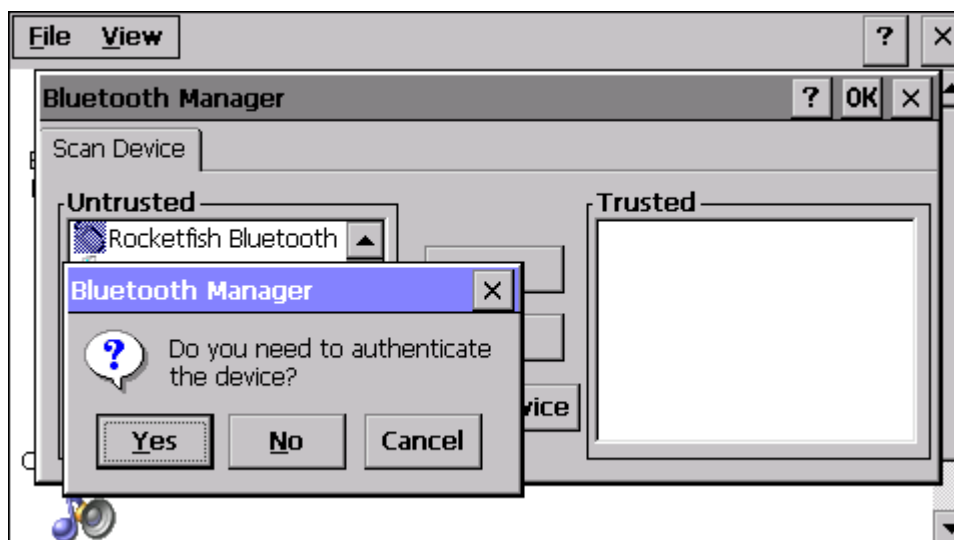 File View ? ×
Bluetooth Manager ? OK ×
Scan Device
Untrusted
Trusted
Rocketfish Bluetooth
Bluetooth Manager ×
Do you need to authenticate
the device?
Yes No Cancel
vice